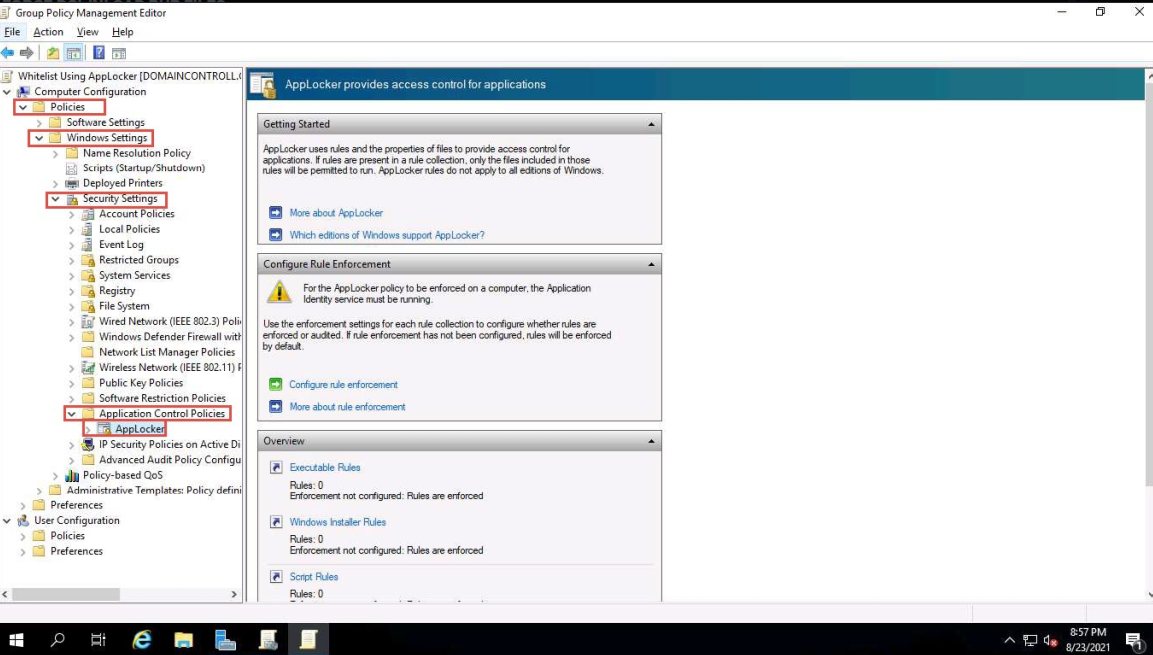 Group Policy Management Editor
File Action View Help
Whitelist Using AppLocker [DOMAINCONTROLL.
Computer Configuration
Policies
Software Settings
Windows Settings
Name Resolution Policy
Scripts (Startup/Shutdown)
Deployed Printers
Security Settings
Account Policies
Local Policies
Event Log
Restricted Groups
System Services
Registry
File System
Wired Network (IEEE 802.3) Poli
Windows Defender Firewall with
Network List Manager Policies
Wireless Network (IEEE 802.11) P
Public Key Policies
Software Restriction Policies
Application Control Policies
AppLocker
IP Security Policies on Active Di
Advanced Audit Policy Configu
Policy-based QoS
Administrative Templates: Policy defini
Preferences
User Configuration
Policies
Preferences
AppLocker provides access control for applications
Getting Started
AppLocker uses rules and the properties of files to provide access control for
applications. If rules are present in a rule collection, only the files included in those
rules will be permitted to run. AppLocker rules do not apply to all editions of Windows.
More about AppLocker
Which editions of Windows support AppLocker?
Configure Rule Enforcement
For the AppLocker policy to be enforced on a computer, the Application
Identity service must be running.
Use the enforcement settings for each rule collection to configure whether rules are
enforced or audited. If rule enforcement has not been configured, rules will be enforced
by default.
Configure rule enforcement
More about rule enforcement
Overview
Executable Rules
Rules: 0
Enforcement not configured: Rules are enforced
Windows Installer Rules
Rules: 0
Enforcement not configured: Rules are enforced
Script Rules
Rules: 0
8:57 PM
8/23/2021
1